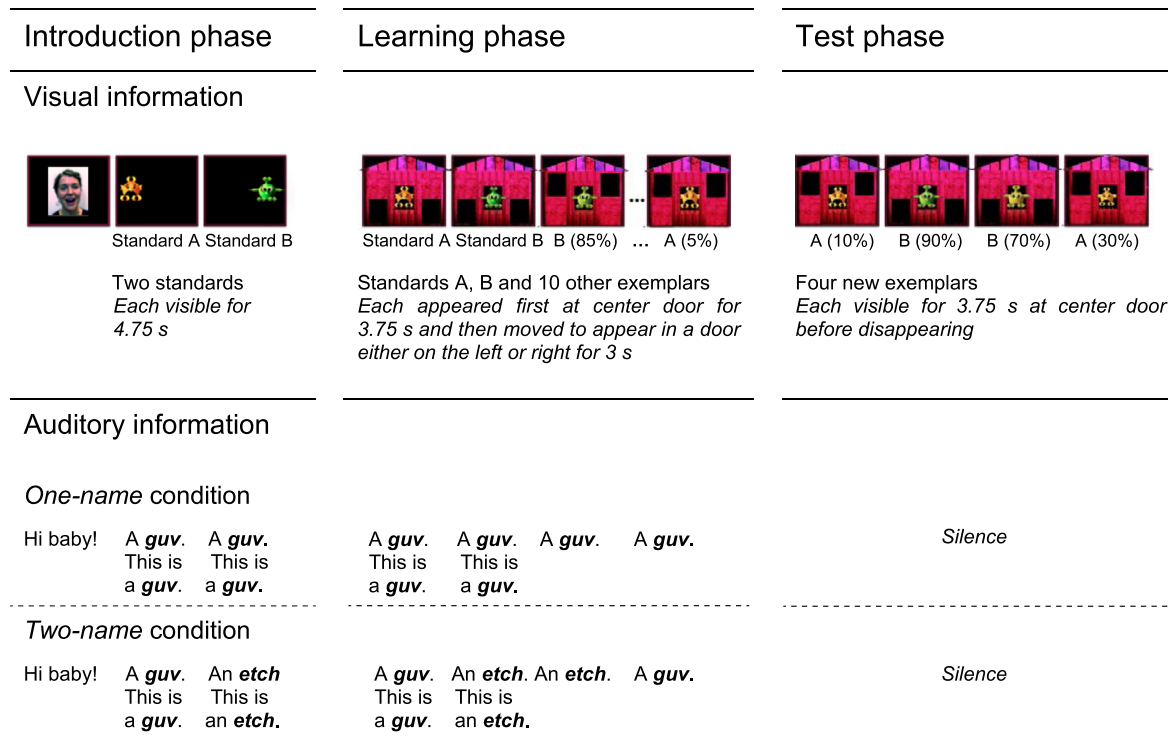 Introduction phase
Learning phase
Test phase
Visual information
Standard A Standard B
Standard A Standard B B (85%) ... A (5%)
...
A (10%) B (90%) B (70%) A (30%)
Two standards
Each visible for
4.75 s
Standards A, B and 10 other exemplars
Each appeared first at center door for
3.75 s and then moved to appear in a door
either on the left or right for 3 s
Four new exemplars
Each visible for 3.75 s at center door
before disappearing
Auditory information
One-name condition
Hi baby! A guv. A guv.
This is This is
a guv. a guv.
A guv. A guv. A guv. A guv.
This is This is
a guv. a guv.
Silence
Two-name condition
Hi baby! A guv. An etch
This is This is
a guv. an etch.
A guv. An etch. An etch. A guv.
This is This is
a guv. an etch.
Silence